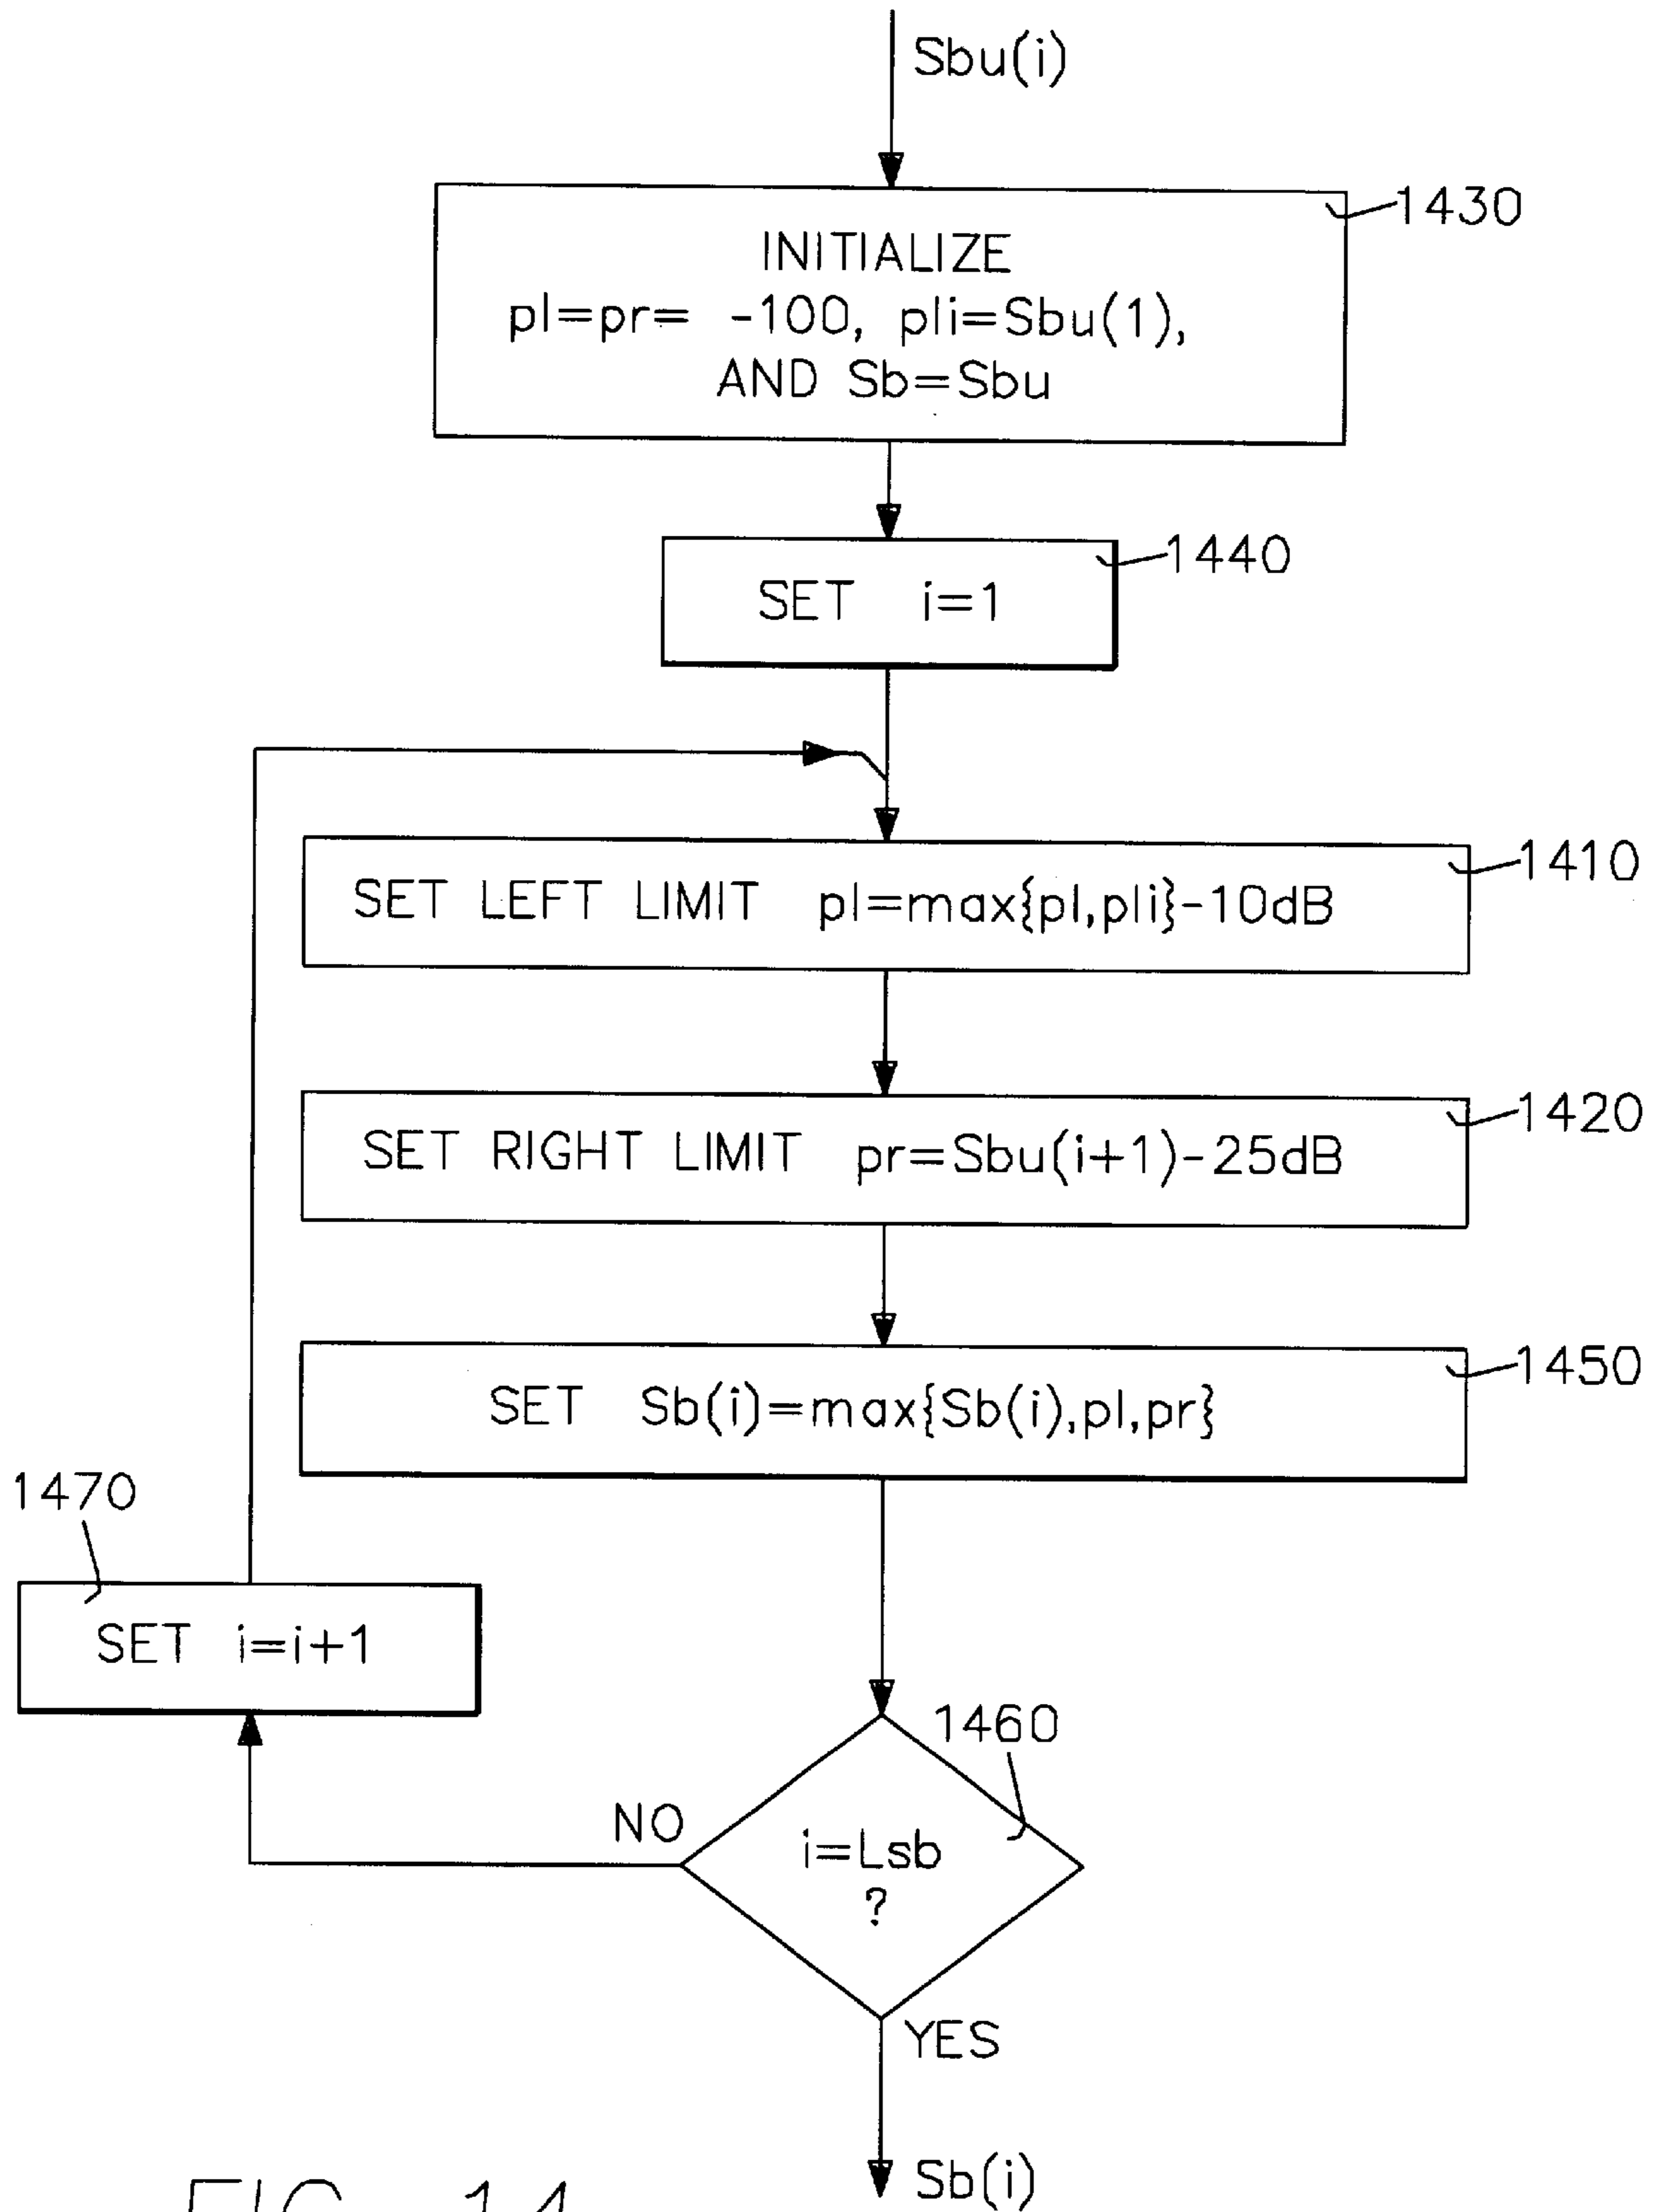 Sbu(i)
1430
INITIALIZE
pl=pr= -100, pli=Sbu(1),
AND Sb=Sbu
1440
SET i=1
1410
SET LEFT LIMIT pl=max{pl,pli}-10dB
1420
SET RIGHT LIMIT pr=Sbu(i+1)-25dB
1450
SET Sb(i)=max{Sb(i),pl,pr}
1470
SET i=i+1
1460
NO
i=Lsb
?
YES
Sb(i)
FIG. 14